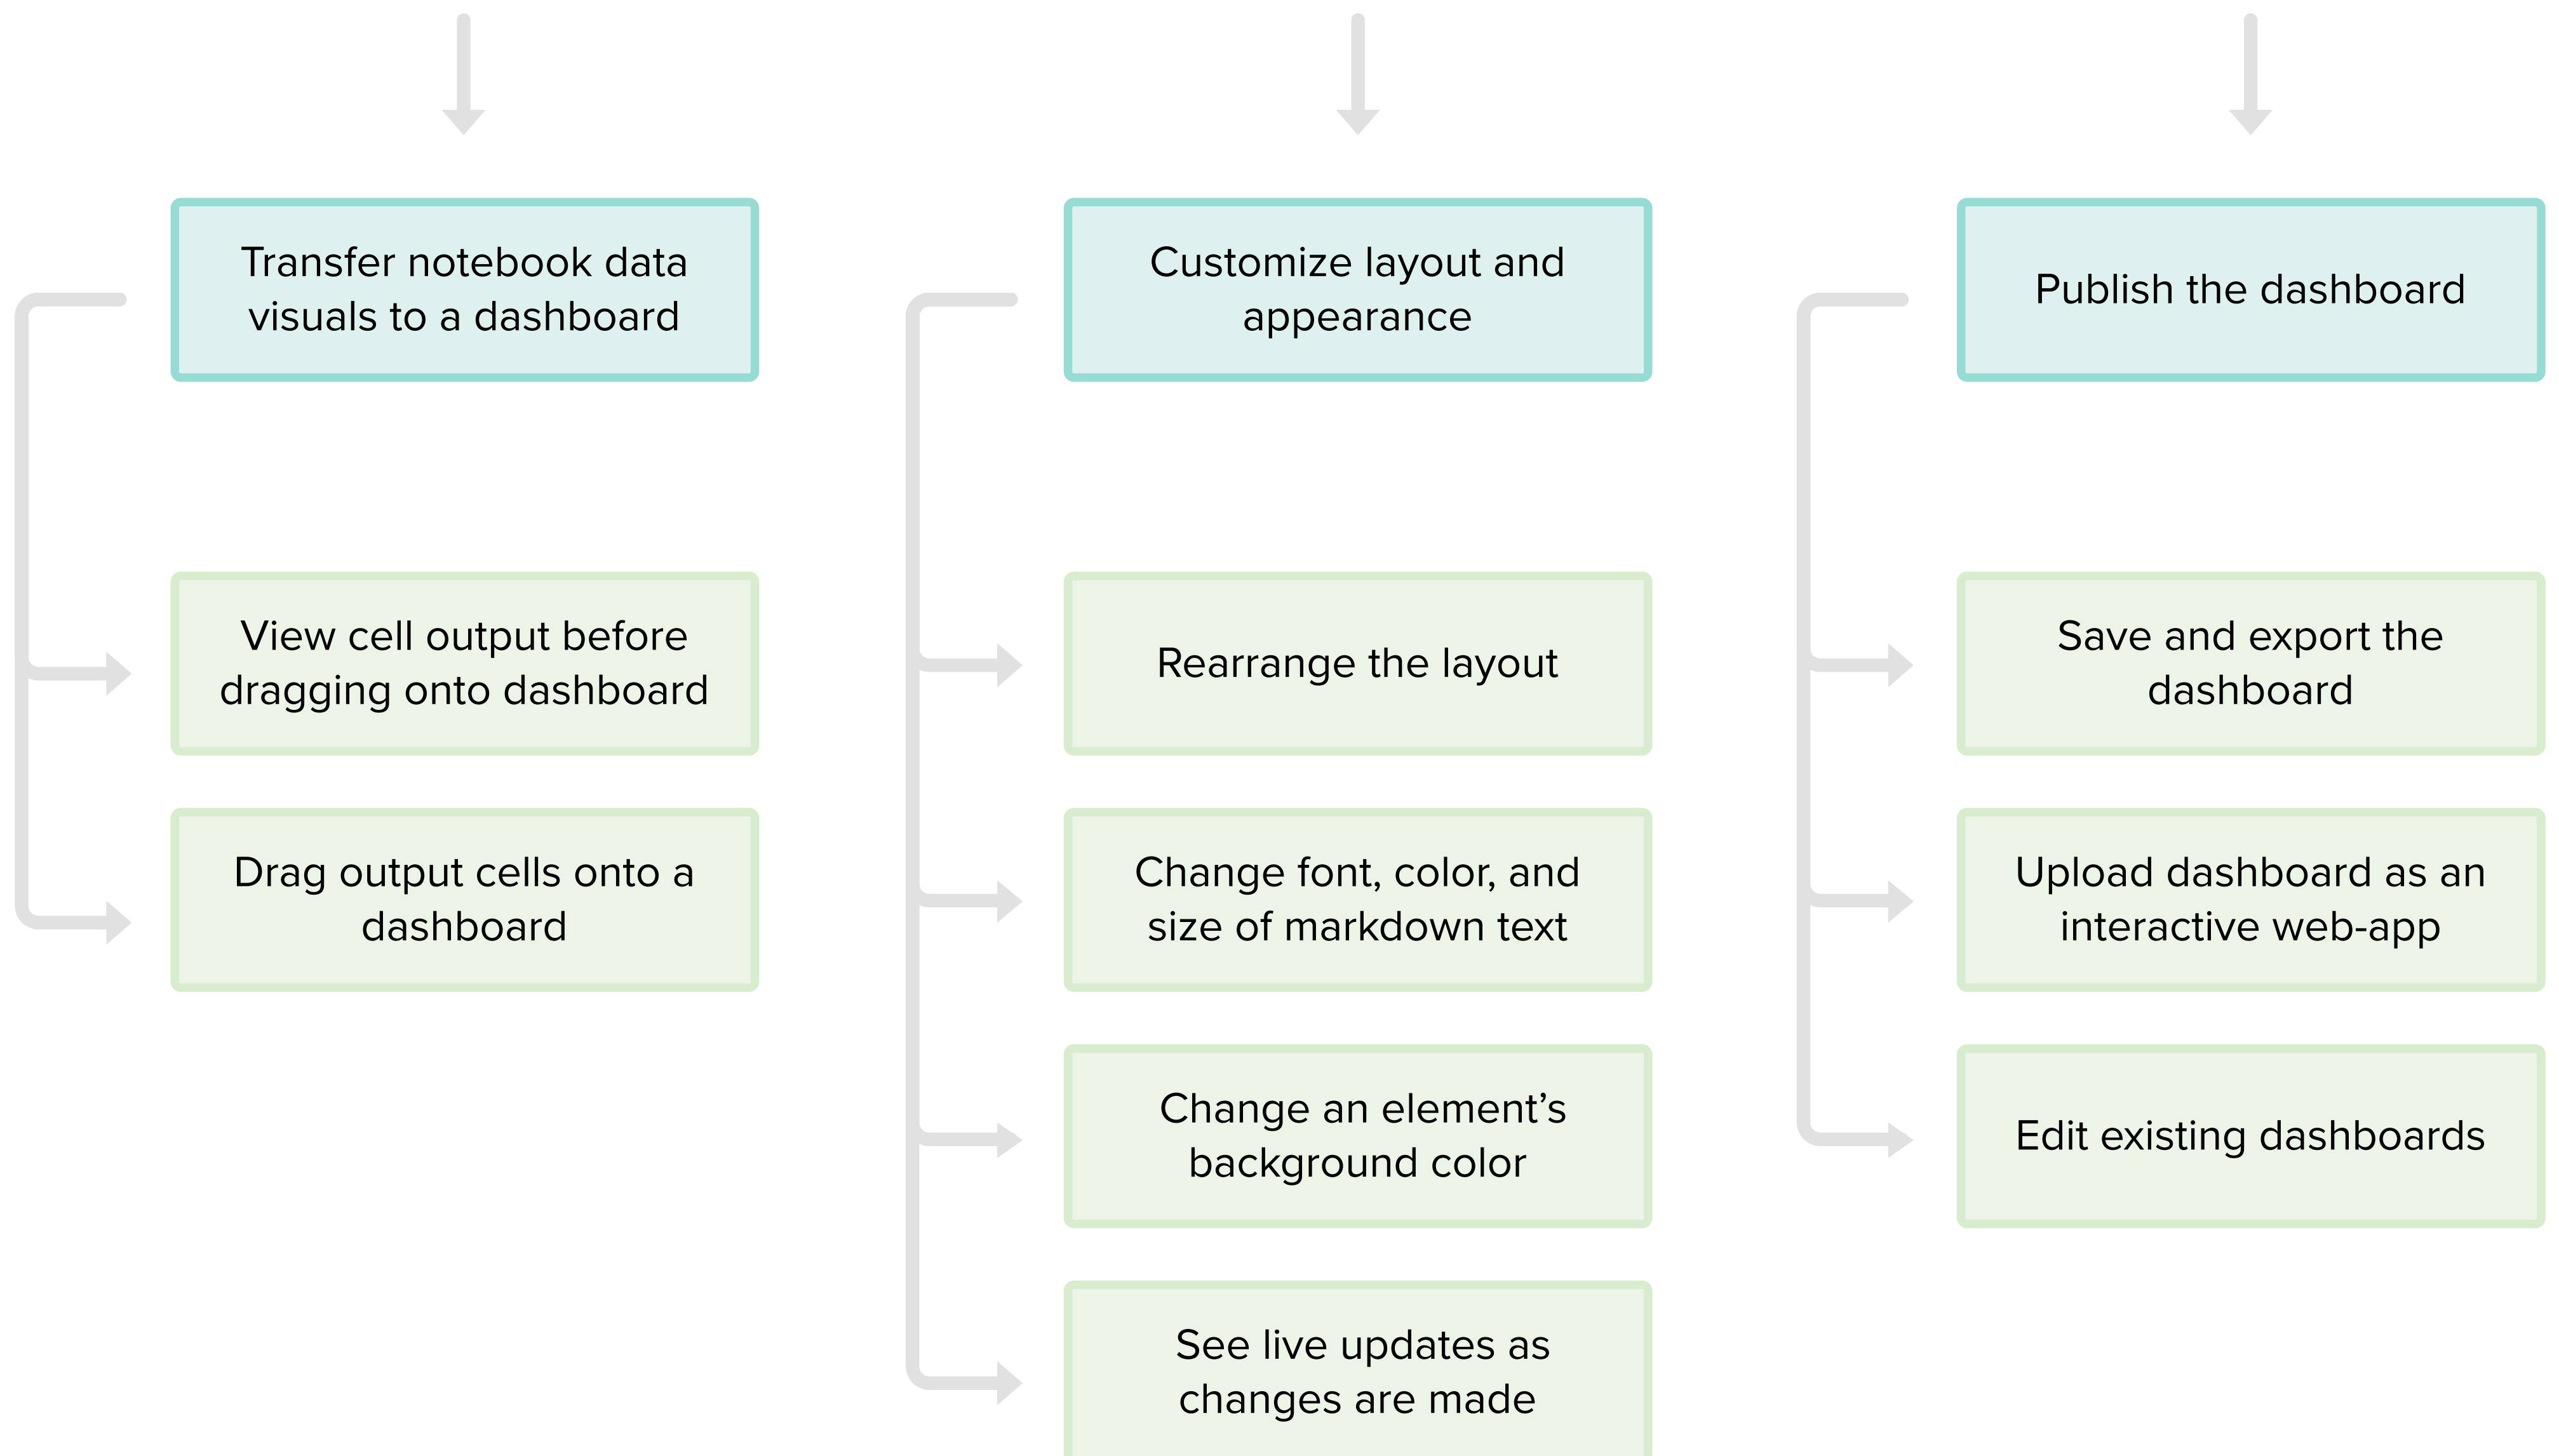 Transfer notebook data
visuals to a dashboard
View cell output before
dragging onto dashboard
Drag output cells onto a
dashboard
Customize layout and
appearance
Rearrange the layout
Change font, color, and
size of markdown text
Change an element’s
background color
See live updates as
changes are made
Publish the dashboard
Save and export the
dashboard
Upload dashboard as an
interactive web-app
Edit existing dashboards